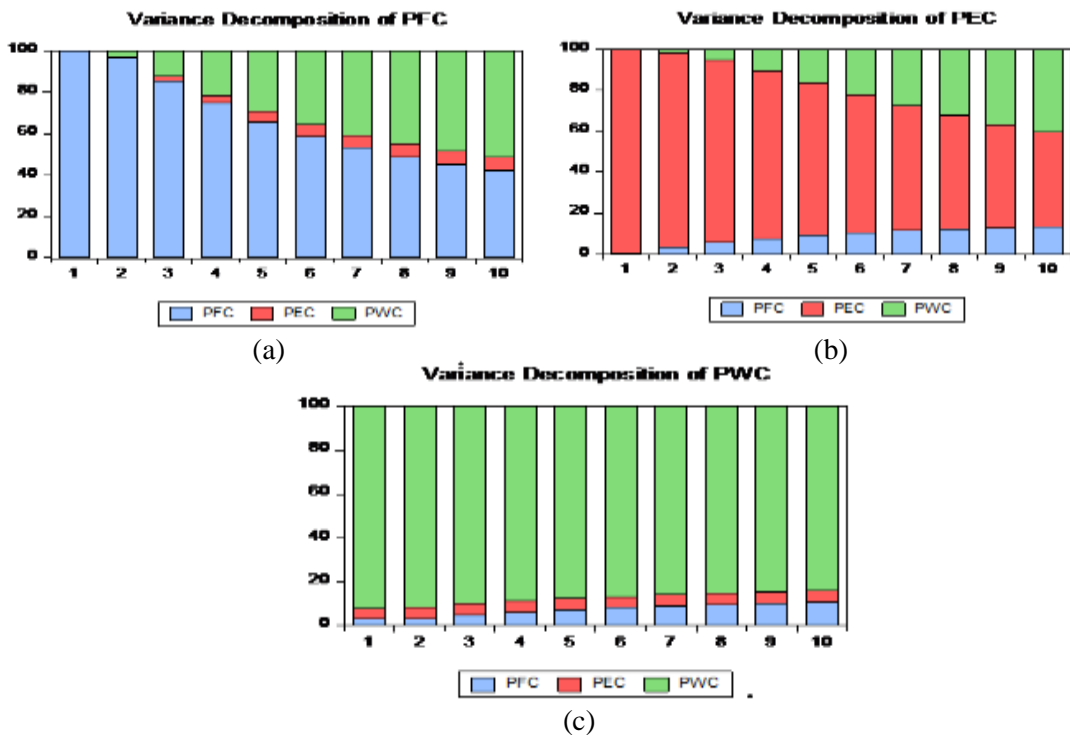 Variance Decomposition of PFC
100
80
60
40
20
0
1 2 3 4 5 6 7 8 9 10
PFC PEC PWC
(a)
Variance Decomposition of PEC
100
80
60
40
20
0
1 2 3 4 5 6 7 8 9 10
PFC PEC PWC
(b)
Variance Decomposition of PWC
100
80
60
40
20
0
1 2 3 4 5 6 7 8 9 10
PFC PEC PWC
(c)